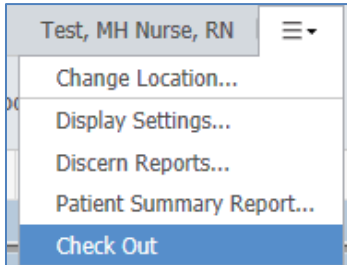 Test, MH Nurse, RN
Change Location...
Display Settings...
Discern Reports...
Patient Summary Report...
Check Out